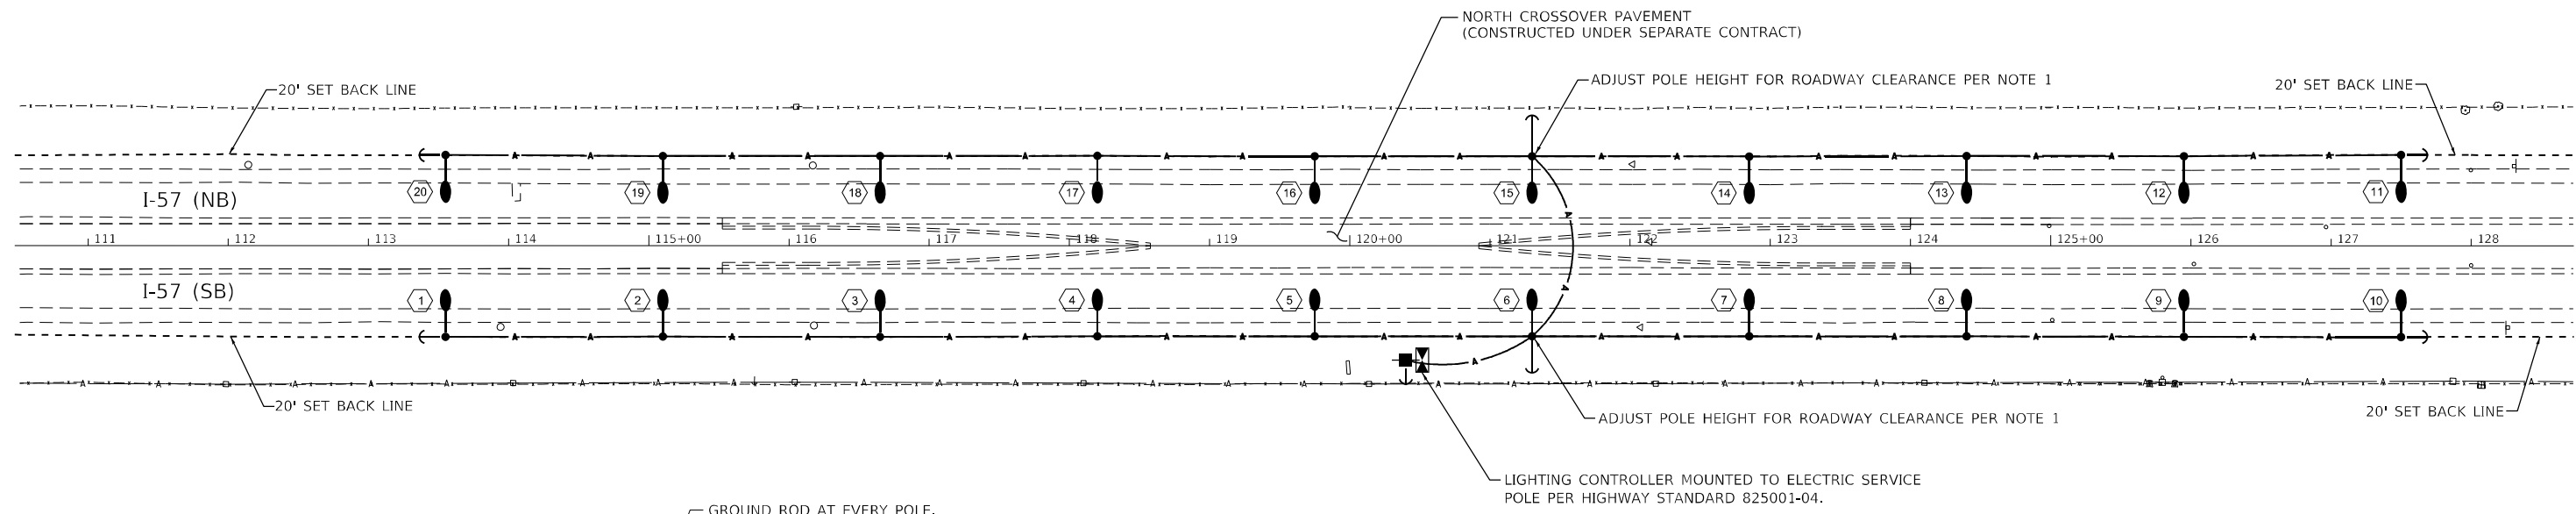 NORTH CROSSOVER PAVEMENT
(CONSTRUCTED UNDER SEPARATE CONTRACT)
20' SET BACK LINE
ADJUST POLE HEIGHT FOR ROADWAY CLEARANCE PER NOTE 1
20' SET BACK LINE
20 19 18 17 16 15 14 13 12 11
I-57 (NB)
111 112 113 114 115+00 116 117 118 119 120+00 121 122 123 124 125+00 126 127 128
I-57 (SB)
1 2 3 4 5 6 7 8 9 10
20' SET BACK LINE
ADJUST POLE HEIGHT FOR ROADWAY CLEARANCE PER NOTE 1
20' SET BACK LINE
LIGHTING CONTROLLER MOUNTED TO ELECTRIC SERVICE
POLE PER HIGHWAY STANDARD 825001-04.
GROUND ROD AT EVERY POLE.